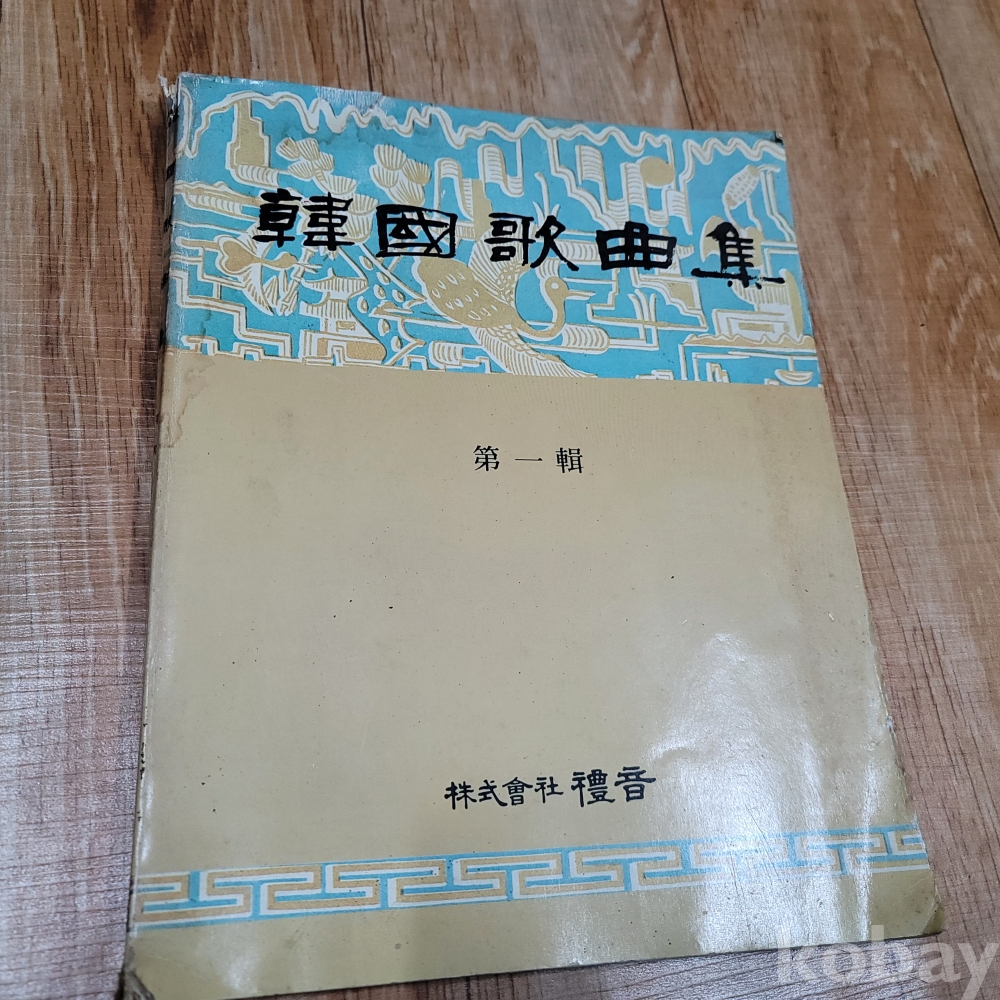 韓國歌曲集
第一輯
株式會社 禮音
kobay